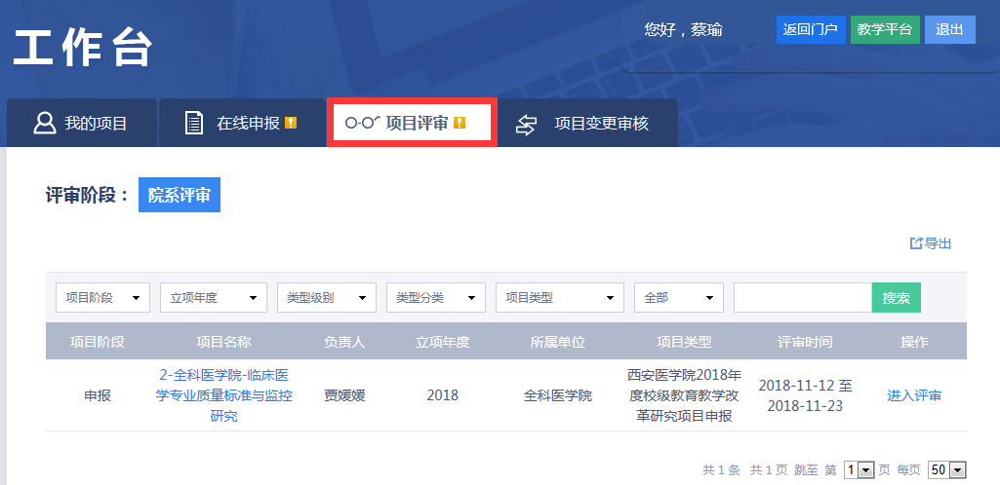 工作台
您好，蔡瑜 返回门户 教学平台 退出
我的项目 在线申报 项目评审 项目变更审核
评审阶段： 院系评审
导出
项目阶段 立项年度 类型级别 类型分类 项目类型 全部 搜索
项目阶段 项目名称 负责人 立项年度 所属单位 项目类型 评审时间 操作
申报
2-全科医学院-临床医
学专业质量标准与监控
研究
贾媛媛
2018
全科医学院
西安医学院2018年
度校级教育教学改
革研究项目申报
2018-11-12 至
2018-11-23
进入评审
共 1 条 共 1 页 跳至 第 1 页 每页 50